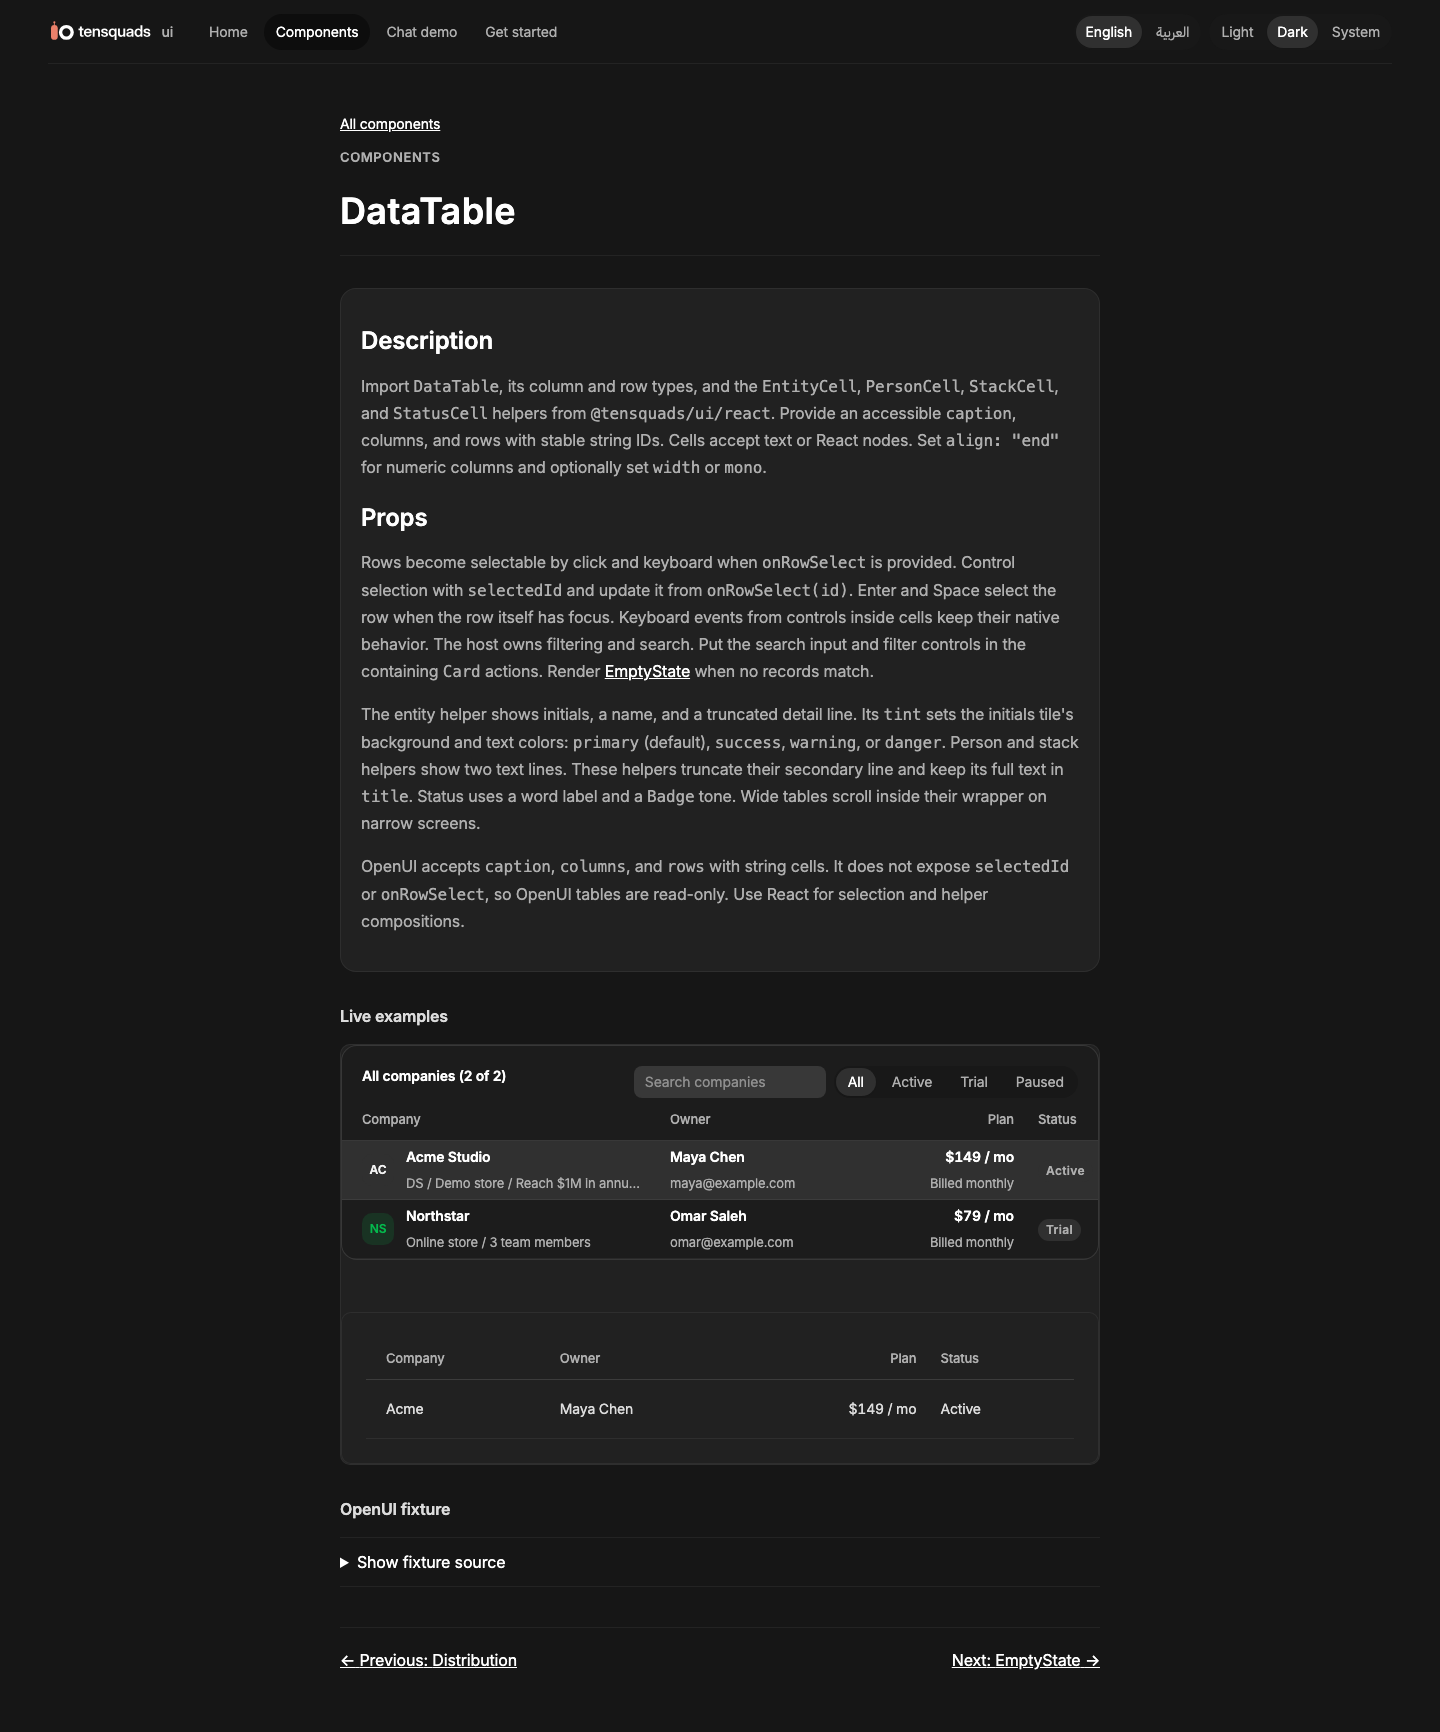 tensquads ui Home Components Chat demo Get started English العربية Light Dark System
All components
COMPONENTS
DataTable
Description
Import DataTable, its column and row types, and the EntityCell, PersonCell, StackCell,
and StatusCell helpers from @tensquads/ui/react. Provide an accessible caption,
columns, and rows with stable string IDs. Cells accept text or React nodes. Set align: "end"
for numeric columns and optionally set width or mono.
Props
Rows become selectable by click and keyboard when onRowSelect is provided. Control
selection with selectedId and update it from onRowSelect(id). Enter and Space select the
row when the row itself has focus. Keyboard events from controls inside cells keep their native
behavior. The host owns filtering and search. Put the search input and filter controls in the
containing Card actions. Render EmptyState when no records match.
The entity helper shows initials, a name, and a truncated detail line. Its tint sets the initials tile's
background and text colors: primary (default), success, warning, or danger. Person and stack
helpers show two text lines. These helpers truncate their secondary line and keep its full text in
title. Status uses a word label and a Badge tone. Wide tables scroll inside their wrapper on
narrow screens.
OpenUI accepts caption, columns, and rows with string cells. It does not expose selectedId
or onRowSelect, so OpenUI tables are read-only. Use React for selection and helper
compositions.
Live examples
All companies (2 of 2) Search companies All Active Trial Paused
Company Owner Plan Status
AC Acme Studio Maya Chen $149 / mo Active
DS / Demo store / Reach $1M in annu... maya@example.com Billed monthly
NS Northstar Omar Saleh $79 / mo Trial
Online store / 3 team members omar@example.com Billed monthly
Company Owner Plan Status
Acme Maya Chen $149 / mo Active
OpenUI fixture
▶ Show fixture source
← Previous: Distribution Next: EmptyState →